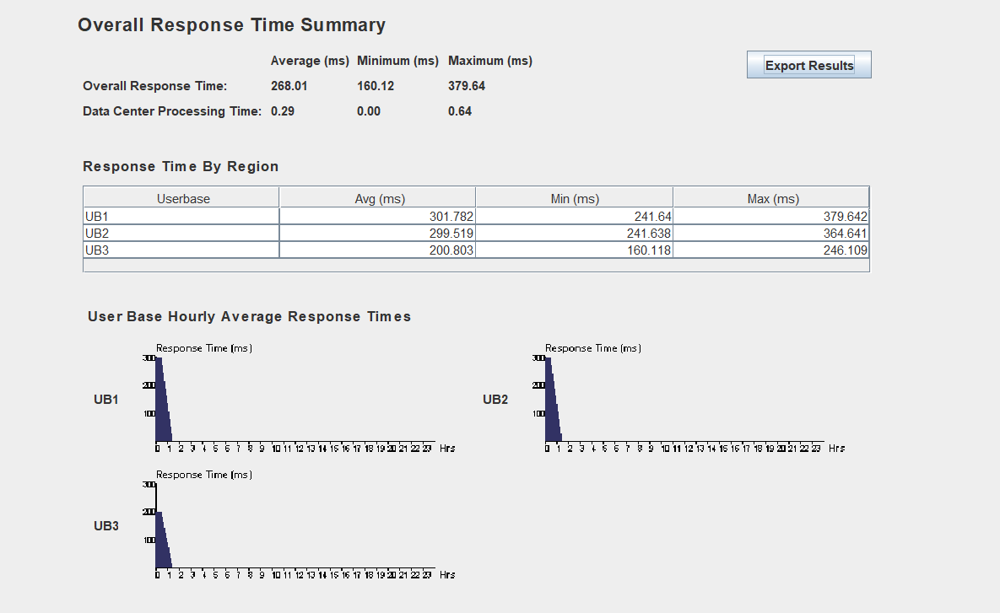 Overall Response Time Summary
Average (ms) Minimum (ms) Maximum (ms)
Export Results
Overall Response Time: 268.01 160.12 379.64
Data Center Processing Time: 0.29 0.00 0.64
Response Time By Region
Userbase Avg (ms) Min (ms) Max (ms)
UB1 301.782 241.64 379.642
UB2 299.519 241.638 364.641
UB3 200.803 160.118 246.109
User Base Hourly Average Response Times
UB1
Response Time (ms)
300
200
100
0 1 2 3 4 5 6 7 8 9 10 11 12 13 14 15 16 17 18 19 20 21 22 23 Hrs
UB2
Response Time (ms)
300
200
100
0 1 2 3 4 5 6 7 8 9 10 11 12 13 14 15 16 17 18 19 20 21 22 23 Hrs
UB3
Response Time (ms)
300
200
100
0 1 2 3 4 5 6 7 8 9 10 11 12 13 14 15 16 17 18 19 20 21 22 23 Hrs